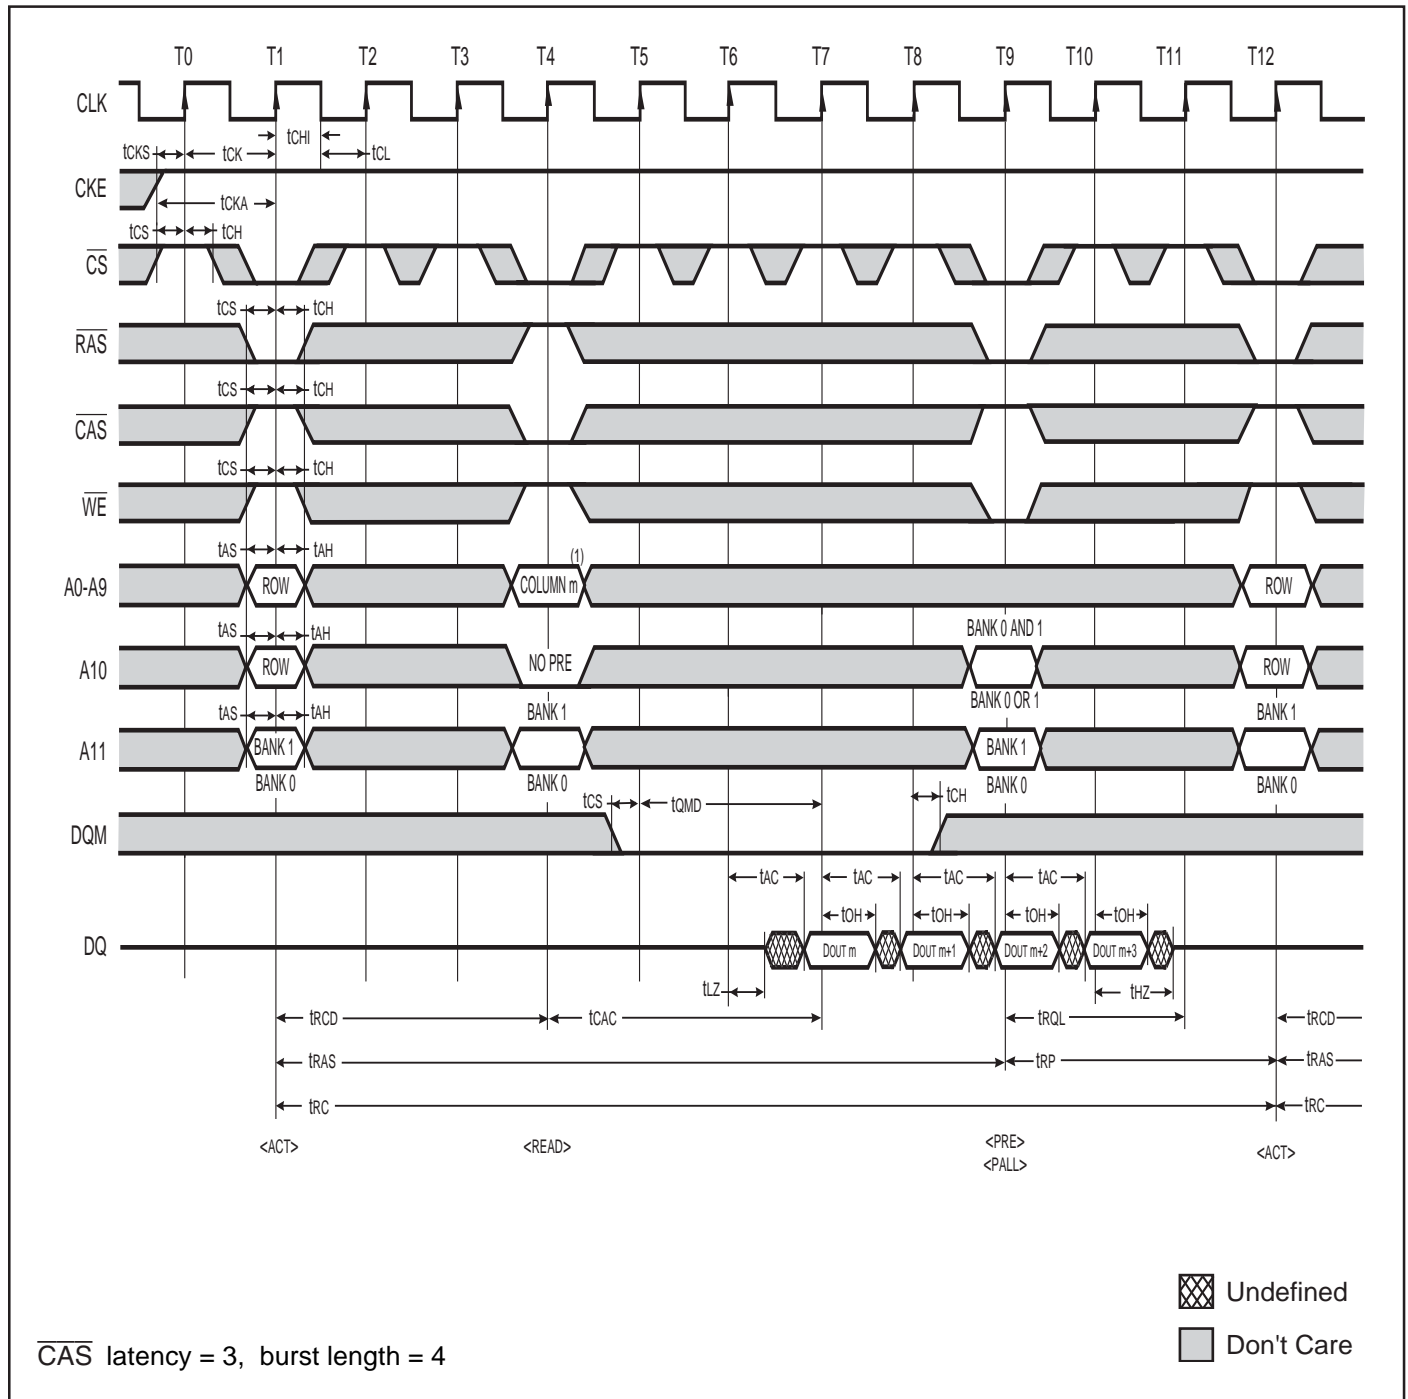 T0 T1 T2 T3 T4 T5 T6 T7 T8 T9 T10 T11 T12
CLK
tCHI
tCKS tCK tCL
CKE
tCKA
tCS tCH
CS
tCS tCH
RAS
tCS tCH
CAS
tCS tCH
WE
tAS tAH (1)
A0-A9 ROW COLUMN m ROW
tAS tAH BANK 0 AND 1
A10 ROW NO PRE ROW
BANK 0 OR 1
tAS tAH BANK 1 BANK 1
A11 BANK 1 BANK 1
BANK 0 BANK 0 BANK 0 BANK 0
tCS tQMD tCH
DQM
tAC tAC tAC tAC
tOH tOH tOH tOH
DQ DOUT m DOUT m+1 DOUT m+2 DOUT m+3
tLZ tHZ
tRCD tCAC tRQL tRCD
tRAS tRP tRAS
tRC tRC
<ACT> <READ> <PRE> <ACT>
<PALL>
Undefined
Don't Care
CAS latency = 3, burst length = 4